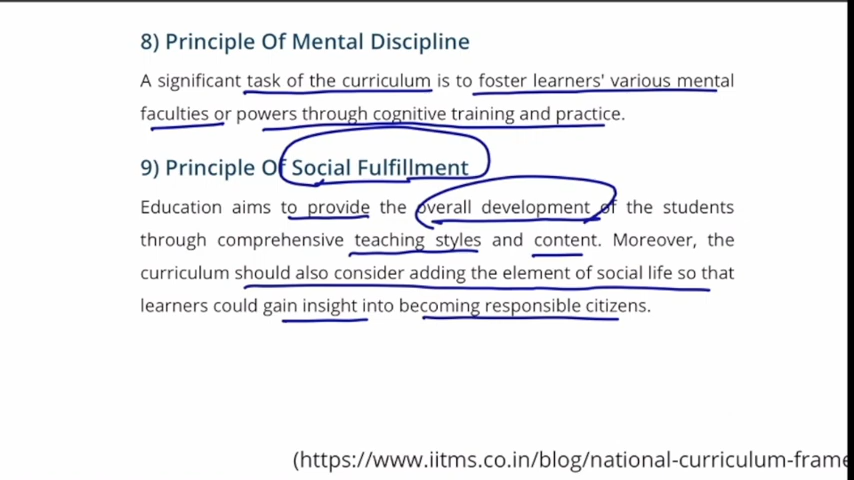 8) Principle Of Mental Discipline
A significant task of the curriculum is to foster learners' various mental
faculties or powers through cognitive training and practice.
9) Principle Of Social Fulfillment
Education aims to provide the overall development of the students
through comprehensive teaching styles and content. Moreover, the
curriculum should also consider adding the element of social life so that
learners could gain insight into becoming responsible citizens.
(https://www.iitms.co.in/blog/national-curriculum-frame